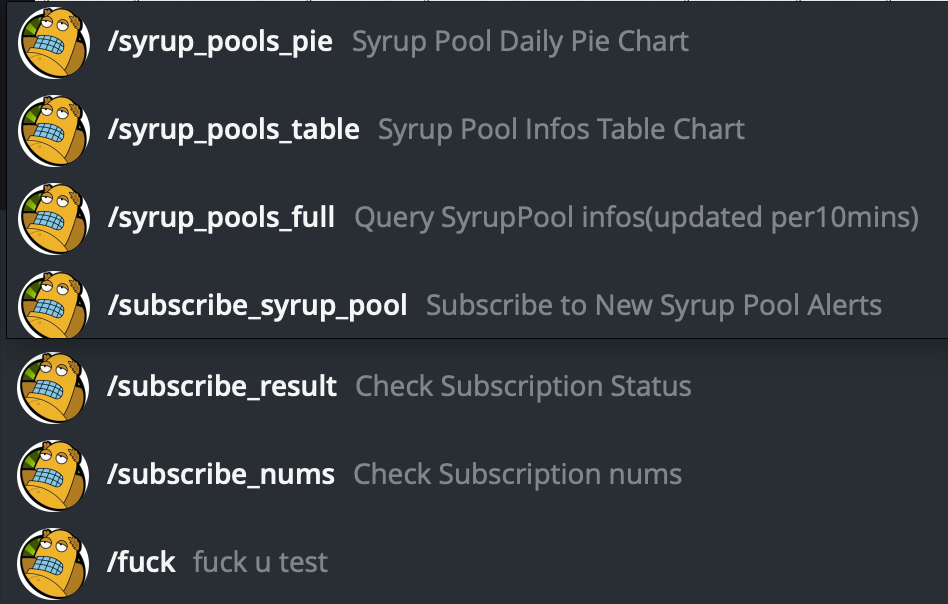 /syrup_pools_pie Syrup Pool Daily Pie Chart
/syrup_pools_table Syrup Pool Infos Table Chart
/syrup_pools_full Query SyrupPool infos(updated per10mins)
/subscribe_syrup_pool Subscribe to New Syrup Pool Alerts
/subscribe_result Check Subscription Status
/subscribe_nums Check Subscription nums
/fuck fuck u test